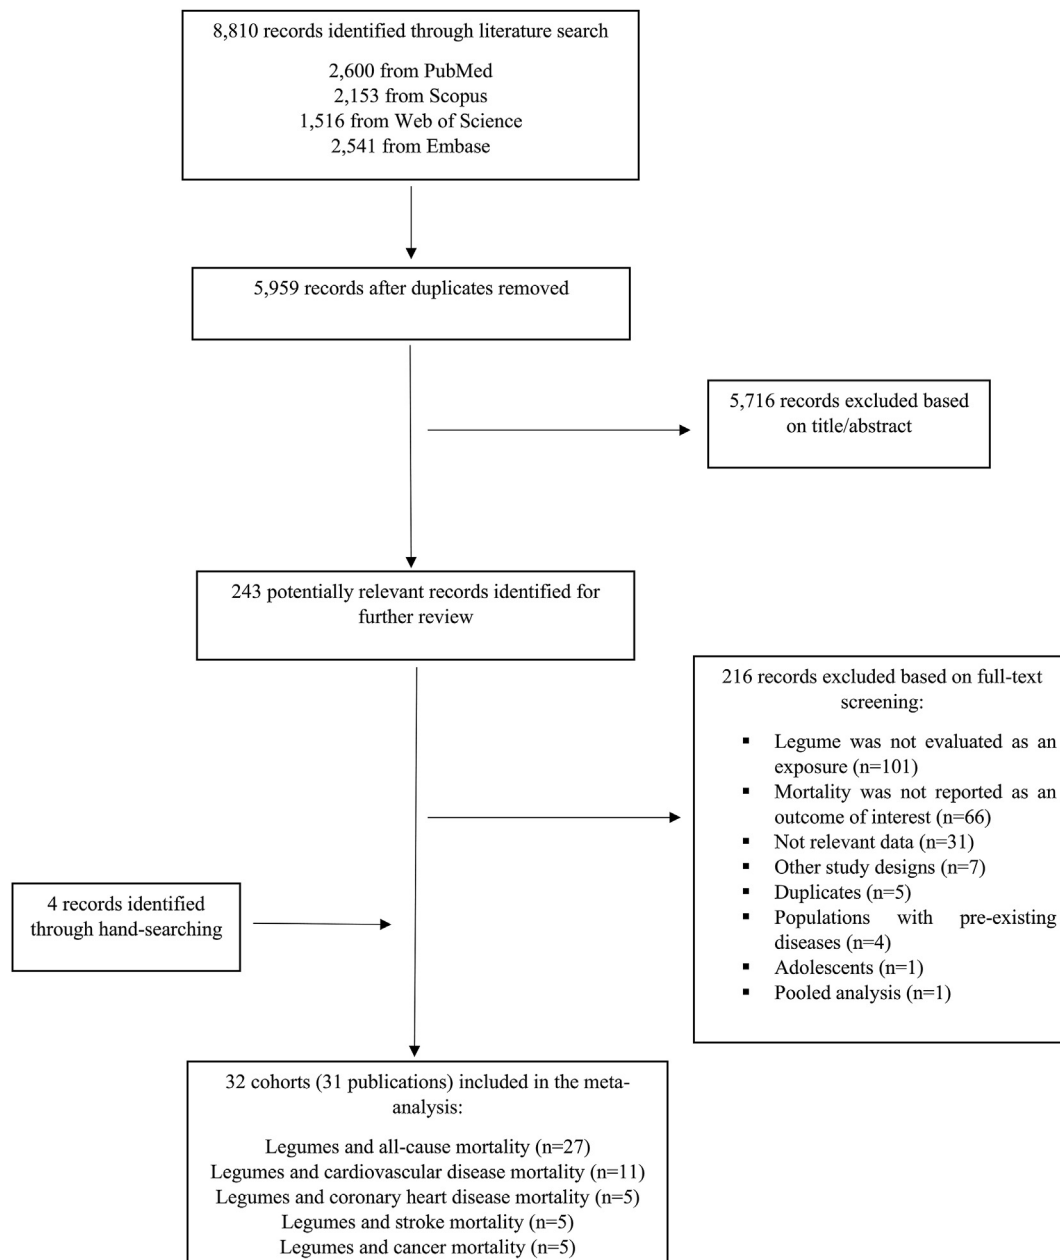 8,810 records identified through literature search
2,600 from PubMed
2,153 from Scopus
1,516 from Web of Science
2,541 from Embase
5,959 records after duplicates removed
5,716 records excluded based
on title/abstract
243 potentially relevant records identified for
further review
216 records excluded based on full-text
screening:
▪ Legume was not evaluated as an
exposure (n=101)
▪ Mortality was not reported as an
outcome of interest (n=66)
▪ Not relevant data (n=31)
▪ Other study designs (n=7)
▪ Duplicates (n=5)
▪ Populations with pre-existing
diseases (n=4)
▪ Adolescents (n=1)
▪ Pooled analysis (n=1)
4 records identified
through hand-searching
32 cohorts (31 publications) included in the meta-
analysis:
Legumes and all-cause mortality (n=27)
Legumes and cardiovascular disease mortality (n=11)
Legumes and coronary heart disease mortality (n=5)
Legumes and stroke mortality (n=5)
Legumes and cancer mortality (n=5)